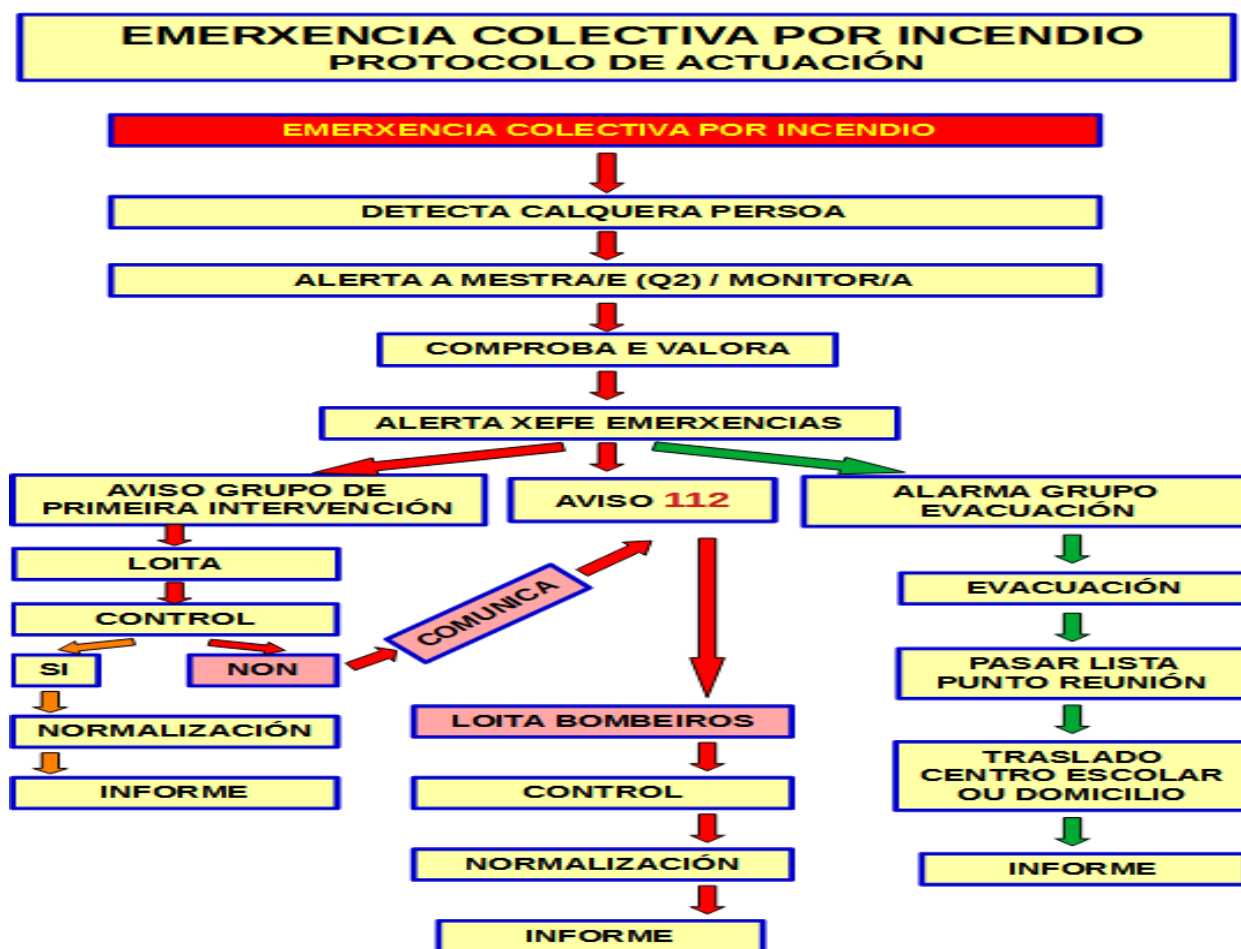 EMERXENCIA COLECTIVA POR INCENDIO
PROTOCOLO DE ACTUACIÓN
EMERXENCIA COLECTIVA POR INCENDIO
DETECTA CALQUERA PERSOA
ALERTA A MESTRA/E (Q2) / MONITOR/A
COMPROBA E VALORA
ALERTA XEFE EMERXENCIAS
AVISO GRUPO DE
PRIMEIRA INTERVENCIÓN
LOITA
CONTROL
SI
NON
NORMALIZACIÓN
INFORME
COMUNICA
AVISO 112
LOITA BOMBEIROS
CONTROL
NORMALIZACIÓN
INFORME
ALARMA GRUPO
EVACUACIÓN
EVACUACIÓN
PASAR LISTA
PUNTO REUNIÓN
TRASLADO
CENTRO ESCOLAR
OU DOMICILIO
INFORME